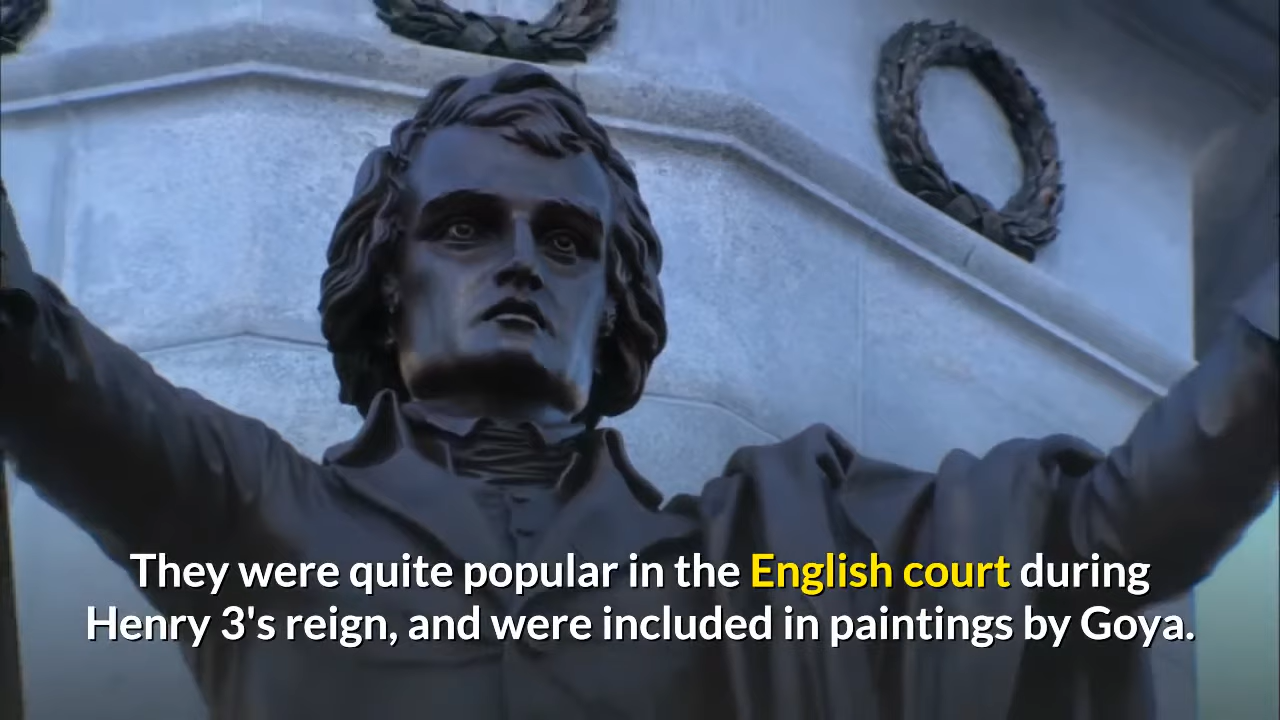 They were quite popular in the English court during
Henry 3's reign, and were included in paintings by Goya.